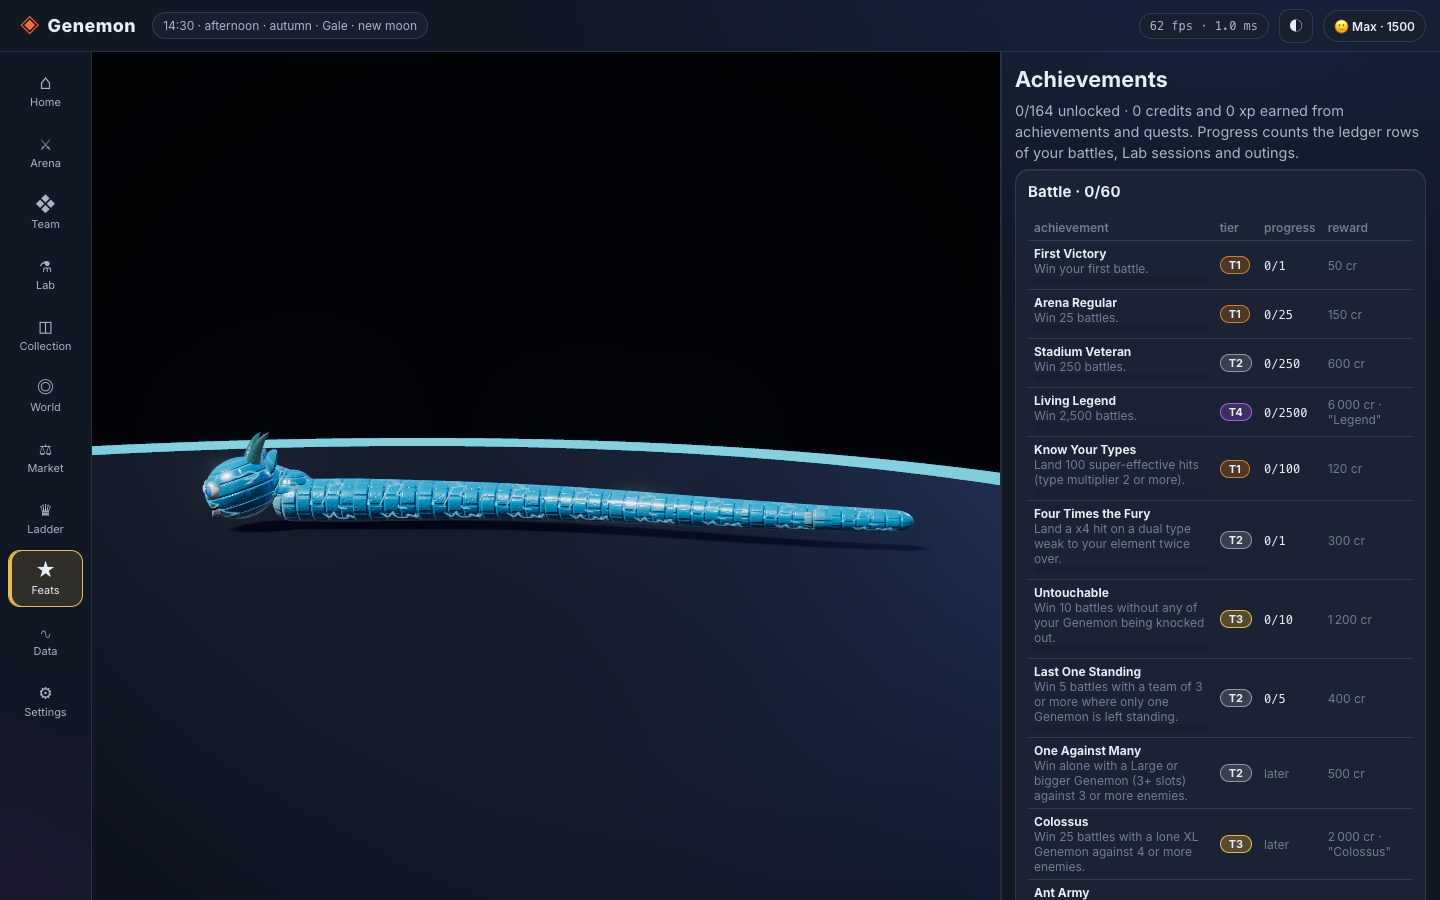 Genemon
14:30 · afternoon · autumn · Gale · new moon
62 fps · 1.0 ms
Max · 1500
Home
Arena
Team
Lab
Collection
World
Market
Ladder
Feats
Data
Settings
Achievements
0/164 unlocked · 0 credits and 0 xp earned from
achievements and quests. Progress counts the ledger rows
of your battles, Lab sessions and outings.
Battle · 0/60
achievement tier progress reward
First Victory
Win your first battle.
T1 0/1 50 cr
Arena Regular
Win 25 battles.
T1 0/25 150 cr
Stadium Veteran
Win 250 battles.
T2 0/250 600 cr
Living Legend
Win 2,500 battles.
T4 0/2500 6 000 cr ·
"Legend"
Know Your Types
Land 100 super-effective hits
(type multiplier 2 or more).
T1 0/100 120 cr
Four Times the Fury
Land a x4 hit on a dual type
weak to your element twice
over.
T2 0/1 300 cr
Untouchable
Win 10 battles without any of
your Genemon being knocked
out.
T3 0/10 1 200 cr
Last One Standing
Win 5 battles with a team of 3
or more where only one
Genemon is left standing.
T2 0/5 400 cr
One Against Many
Win alone with a Large or
bigger Genemon (3+ slots)
against 3 or more enemies.
T2 later 500 cr
Colossus
Win 25 battles with a lone XL
Genemon against 4 or more
enemies.
T3 later 2 000 cr ·
"Colossus"
Ant Army